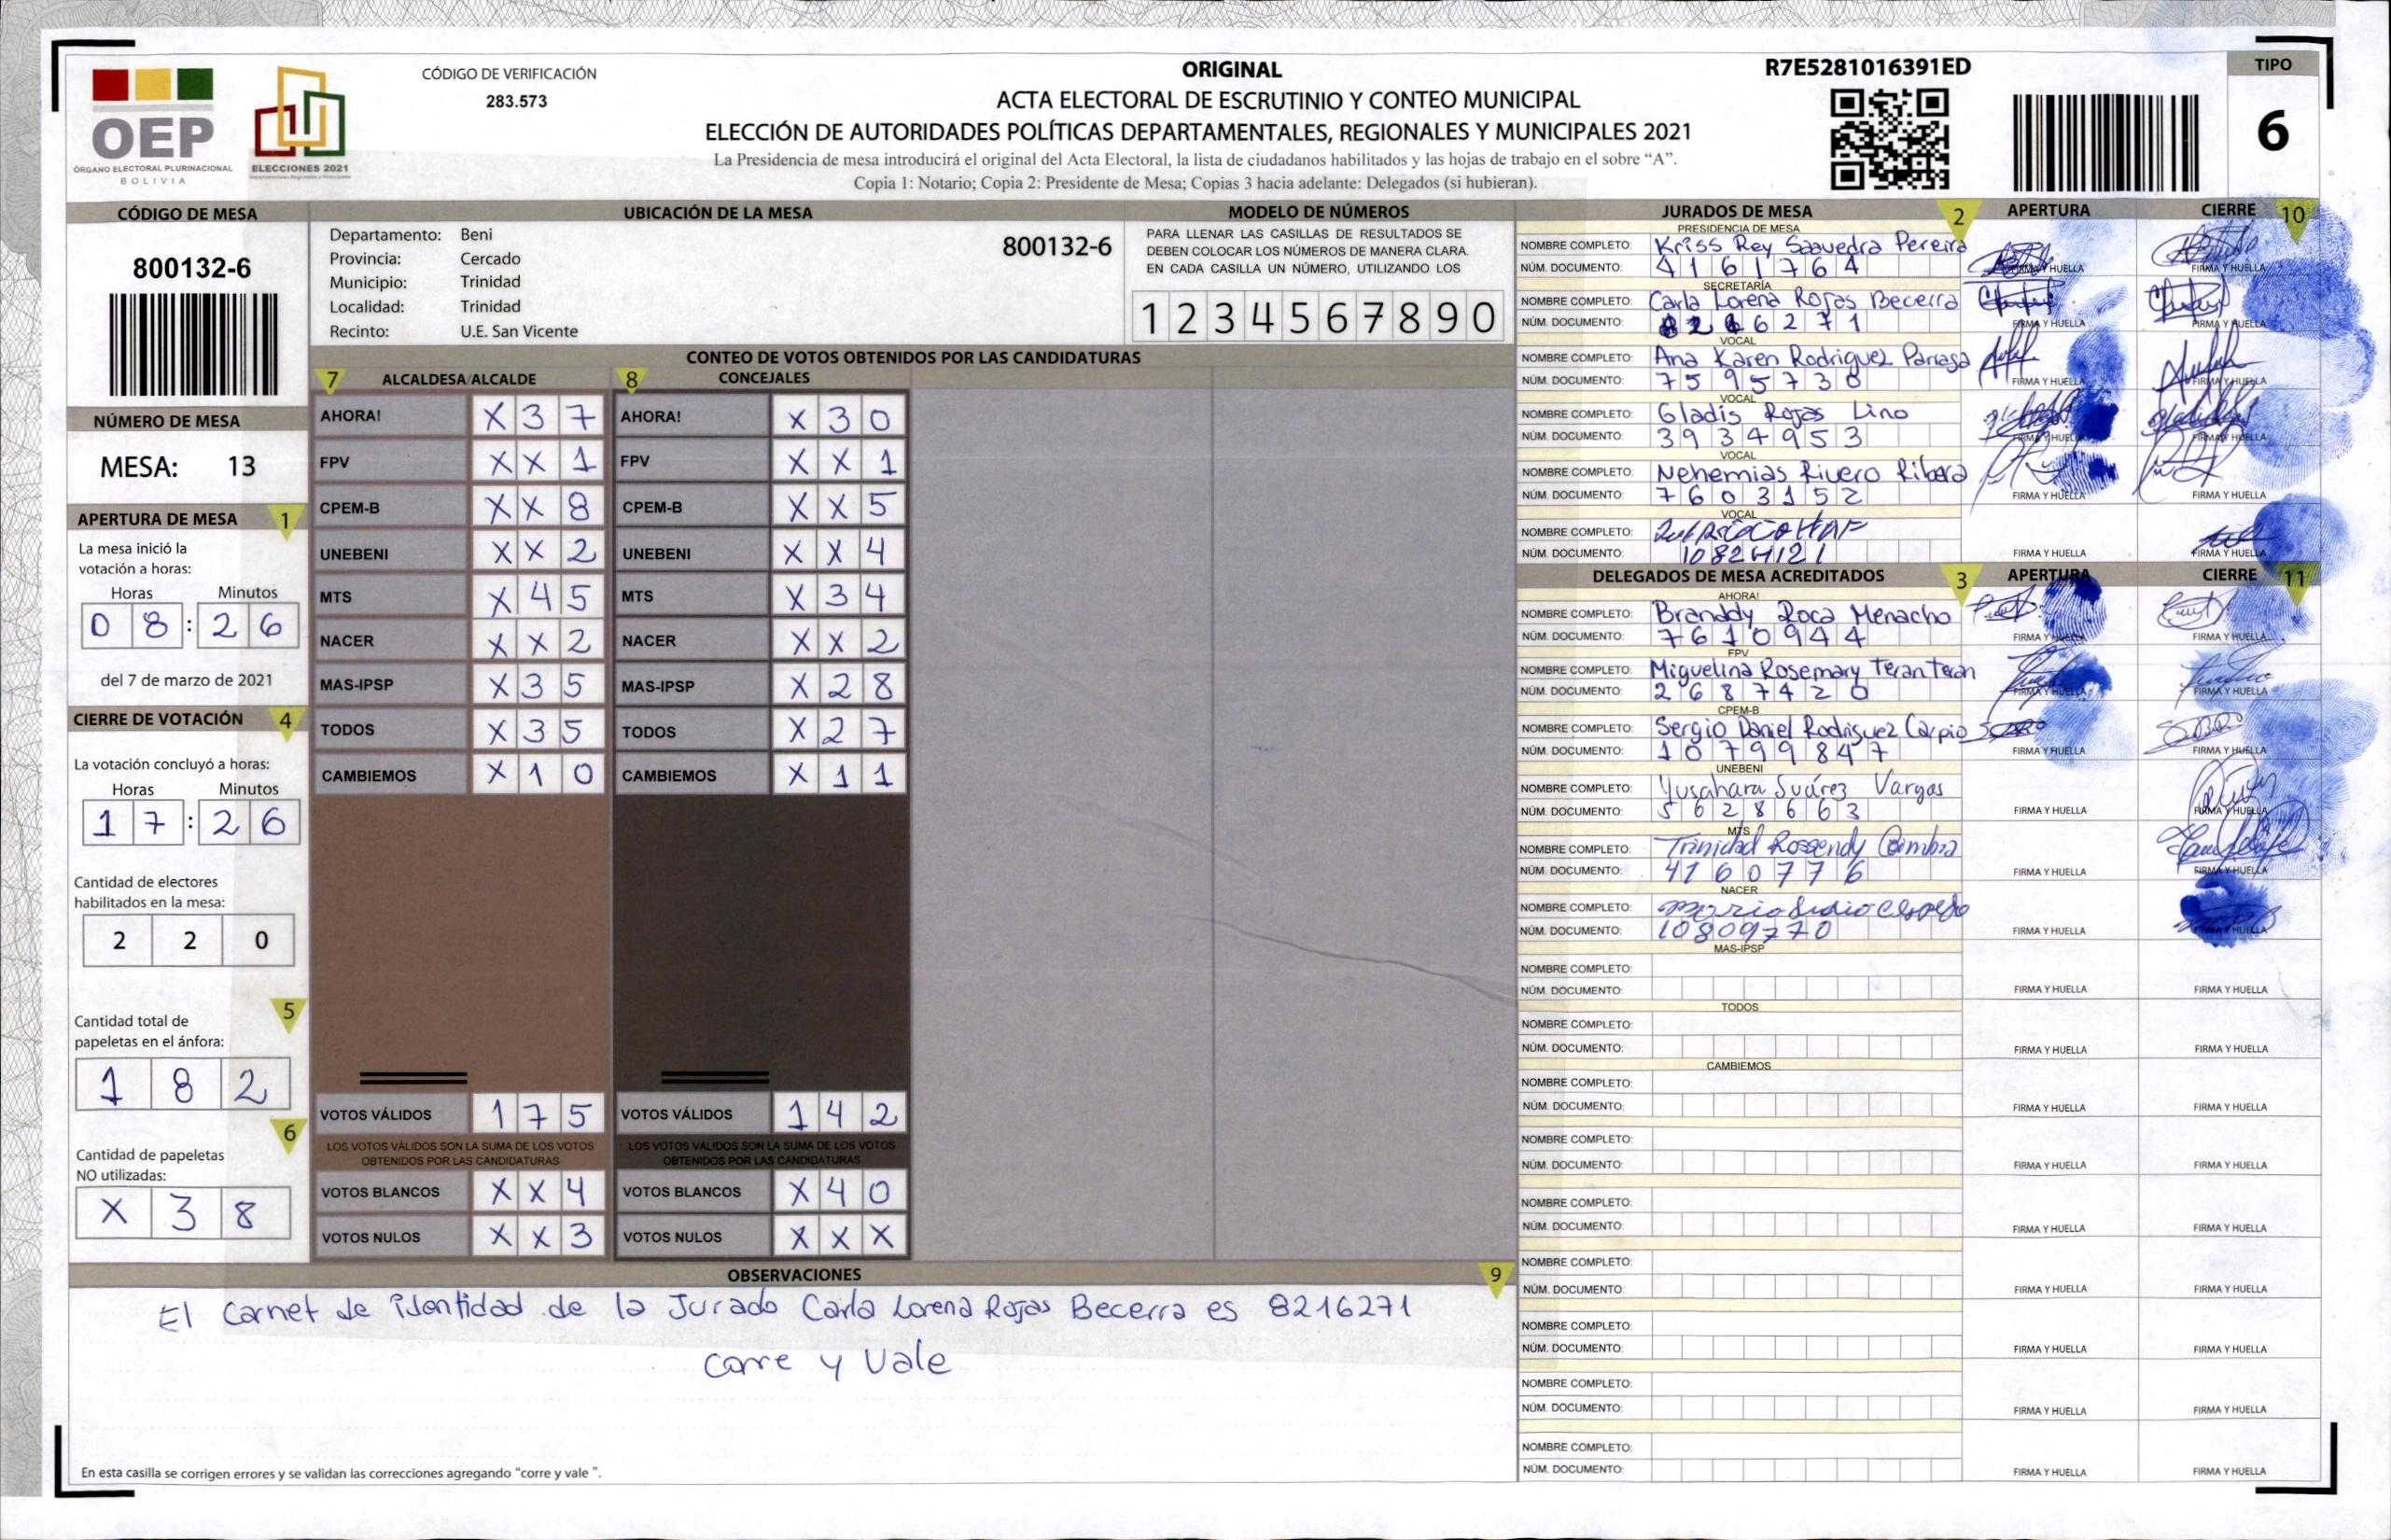 OEP
ÓRGANO ELECTORAL PLURINACIONAL
BOLIVIA
ELECCIONES 2021
CÓDIGO DE VERIFICACIÓN
283.573
ORIGINAL
ACTA ELECTORAL DE ESCRUTINIO Y CONTEO MUNICIPAL
ELECCIÓN DE AUTORIDADES POLÍTICAS DEPARTAMENTALES, REGIONALES Y MUNICIPALES 2021
La Presidencia de mesa introducirá el original del Acta Electoral, la lista de ciudadanos habilitados y las hojas de trabajo en el sobre “A”.
Copia 1: Notario; Copia 2: Presidente de Mesa; Copias 3 hacia adelante: Delegados (si hubieran).
R7E5281016391ED
TIPO
6
CÓDIGO DE MESA
800132-6
NÚMERO DE MESA
MESA: 13
APERTURA DE MESA 1
La mesa inició la
votación a horas:
Horas Minutos
0 8 : 2 6
del 7 de marzo de 2021
CIERRE DE VOTACIÓN 4
La votación concluyó a horas:
Horas Minutos
1 7 : 2 6
Cantidad de electores
habilitados en la mesa:
2 2 0
5
Cantidad total de
papeletas en el ánfora:
1 8 2
6
Cantidad de papeletas
NO utilizadas:
X 3 8
UBICACIÓN DE LA MESA
Departamento: Beni
Provincia: Cercado
Municipio: Trinidad
Localidad: Trinidad
Recinto: U.E. San Vicente
800132-6
MODELO DE NÚMEROS
PARA LLENAR LAS CASILLAS DE RESULTADOS SE
DEBEN COLOCAR LOS NÚMEROS DE MANERA CLARA.
EN CADA CASILLA UN NÚMERO, UTILIZANDO LOS
1 2 3 4 5 6 7 8 9 0
CONTEO DE VOTOS OBTENIDOS POR LAS CANDIDATURAS
7 ALCALDESA/ALCALDE 8 CONCEJALES
AHORA! X 3 7 AHORA! X 3 0
FPV X X 1 FPV X X 1
CPEM-B X X 8 CPEM-B X X 5
UNEBENI X X 2 UNEBENI X X 4
MTS X 4 5 MTS X 3 4
NACER X X 2 NACER X X 2
MAS-IPSP X 3 5 MAS-IPSP X 2 8
TODOS X 3 5 TODOS X 2 7
CAMBIEMOS X 1 0 CAMBIEMOS X 1 1
VOTOS VÁLIDOS 1 7 5 VOTOS VÁLIDOS 1 4 2
LOS VOTOS VÁLIDOS SON LA SUMA DE LOS VOTOS LOS VOTOS VÁLIDOS SON LA SUMA DE LOS VOTOS
OBTENIDOS POR LAS CANDIDATURAS OBTENIDOS POR LAS CANDIDATURAS
VOTOS BLANCOS X X 4 VOTOS BLANCOS X 4 0
VOTOS NULOS X X 3 VOTOS NULOS X X X
OBSERVACIONES 9
El Carnet de identidad de la Jurado Carla Lorena Rojas Becerra es 8216271
corre y Vale
En esta casilla se corrigen errores y se validan las correcciones agregando “corre y vale ”.
JURADOS DE MESA 2 APERTURA CIERRE 10
PRESIDENCIA DE MESA
NOMBRE COMPLETO: Kriss Rey Saavedra Pereira
NÚM. DOCUMENTO: 4161764 FIRMA Y HUELLA FIRMA Y HUELLA
SECRETARÍA
NOMBRE COMPLETO: Carla Lorena Rojas Becerra
NÚM. DOCUMENTO: 8216271 FIRMA Y HUELLA FIRMA Y HUELLA
VOCAL
NOMBRE COMPLETO: Ana Karen Rodriguez Parraga
NÚM. DOCUMENTO: 7595730 FIRMA Y HUELLA FIRMA Y HUELLA
VOCAL
NOMBRE COMPLETO: Gladis Rojas Lino
NÚM. DOCUMENTO: 3934953 FIRMA Y HUELLA FIRMA Y HUELLA
VOCAL
NOMBRE COMPLETO: Nehemias Rivero Ribera
NÚM. DOCUMENTO: 7603152 FIRMA Y HUELLA FIRMA Y HUELLA
VOCAL
NOMBRE COMPLETO:
NÚM. DOCUMENTO: 10824121 FIRMA Y HUELLA FIRMA Y HUELLA
DELEGADOS DE MESA ACREDITADOS 3 APERTURA CIERRE 11
AHORA!
NOMBRE COMPLETO: Branddy Roca Menacho
NÚM. DOCUMENTO: 7610944 FIRMA Y HUELLA FIRMA Y HUELLA
FPV
NOMBRE COMPLETO: Miguelina Rosemary Teran Teran
NÚM. DOCUMENTO: 2687420 FIRMA Y HUELLA FIRMA Y HUELLA
CPEM-B
NOMBRE COMPLETO: Sergio Daniel Rodriguez Carpio
NÚM. DOCUMENTO: 10799847 FIRMA Y HUELLA FIRMA Y HUELLA
UNEBENI
NOMBRE COMPLETO: Yusahara Suárez Vargas
NÚM. DOCUMENTO: 5628663 FIRMA Y HUELLA FIRMA Y HUELLA
MTS
NOMBRE COMPLETO: Trinidad Rossendy Coimbra
NÚM. DOCUMENTO: 4160776 FIRMA Y HUELLA FIRMA Y HUELLA
NACER
NOMBRE COMPLETO:
NÚM. DOCUMENTO: 10809770 FIRMA Y HUELLA FIRMA Y HUELLA
MAS-IPSP
NOMBRE COMPLETO:
NÚM. DOCUMENTO: FIRMA Y HUELLA FIRMA Y HUELLA
TODOS
NOMBRE COMPLETO:
NÚM. DOCUMENTO: FIRMA Y HUELLA FIRMA Y HUELLA
CAMBIEMOS
NOMBRE COMPLETO:
NÚM. DOCUMENTO: FIRMA Y HUELLA FIRMA Y HUELLA
NOMBRE COMPLETO:
NÚM. DOCUMENTO: FIRMA Y HUELLA FIRMA Y HUELLA
NOMBRE COMPLETO:
NÚM. DOCUMENTO: FIRMA Y HUELLA FIRMA Y HUELLA
NOMBRE COMPLETO:
NÚM. DOCUMENTO: FIRMA Y HUELLA FIRMA Y HUELLA
NOMBRE COMPLETO:
NÚM. DOCUMENTO: FIRMA Y HUELLA FIRMA Y HUELLA
NOMBRE COMPLETO:
NÚM. DOCUMENTO: FIRMA Y HUELLA FIRMA Y HUELLA
NOMBRE COMPLETO:
NÚM. DOCUMENTO: FIRMA Y HUELLA FIRMA Y HUELLA